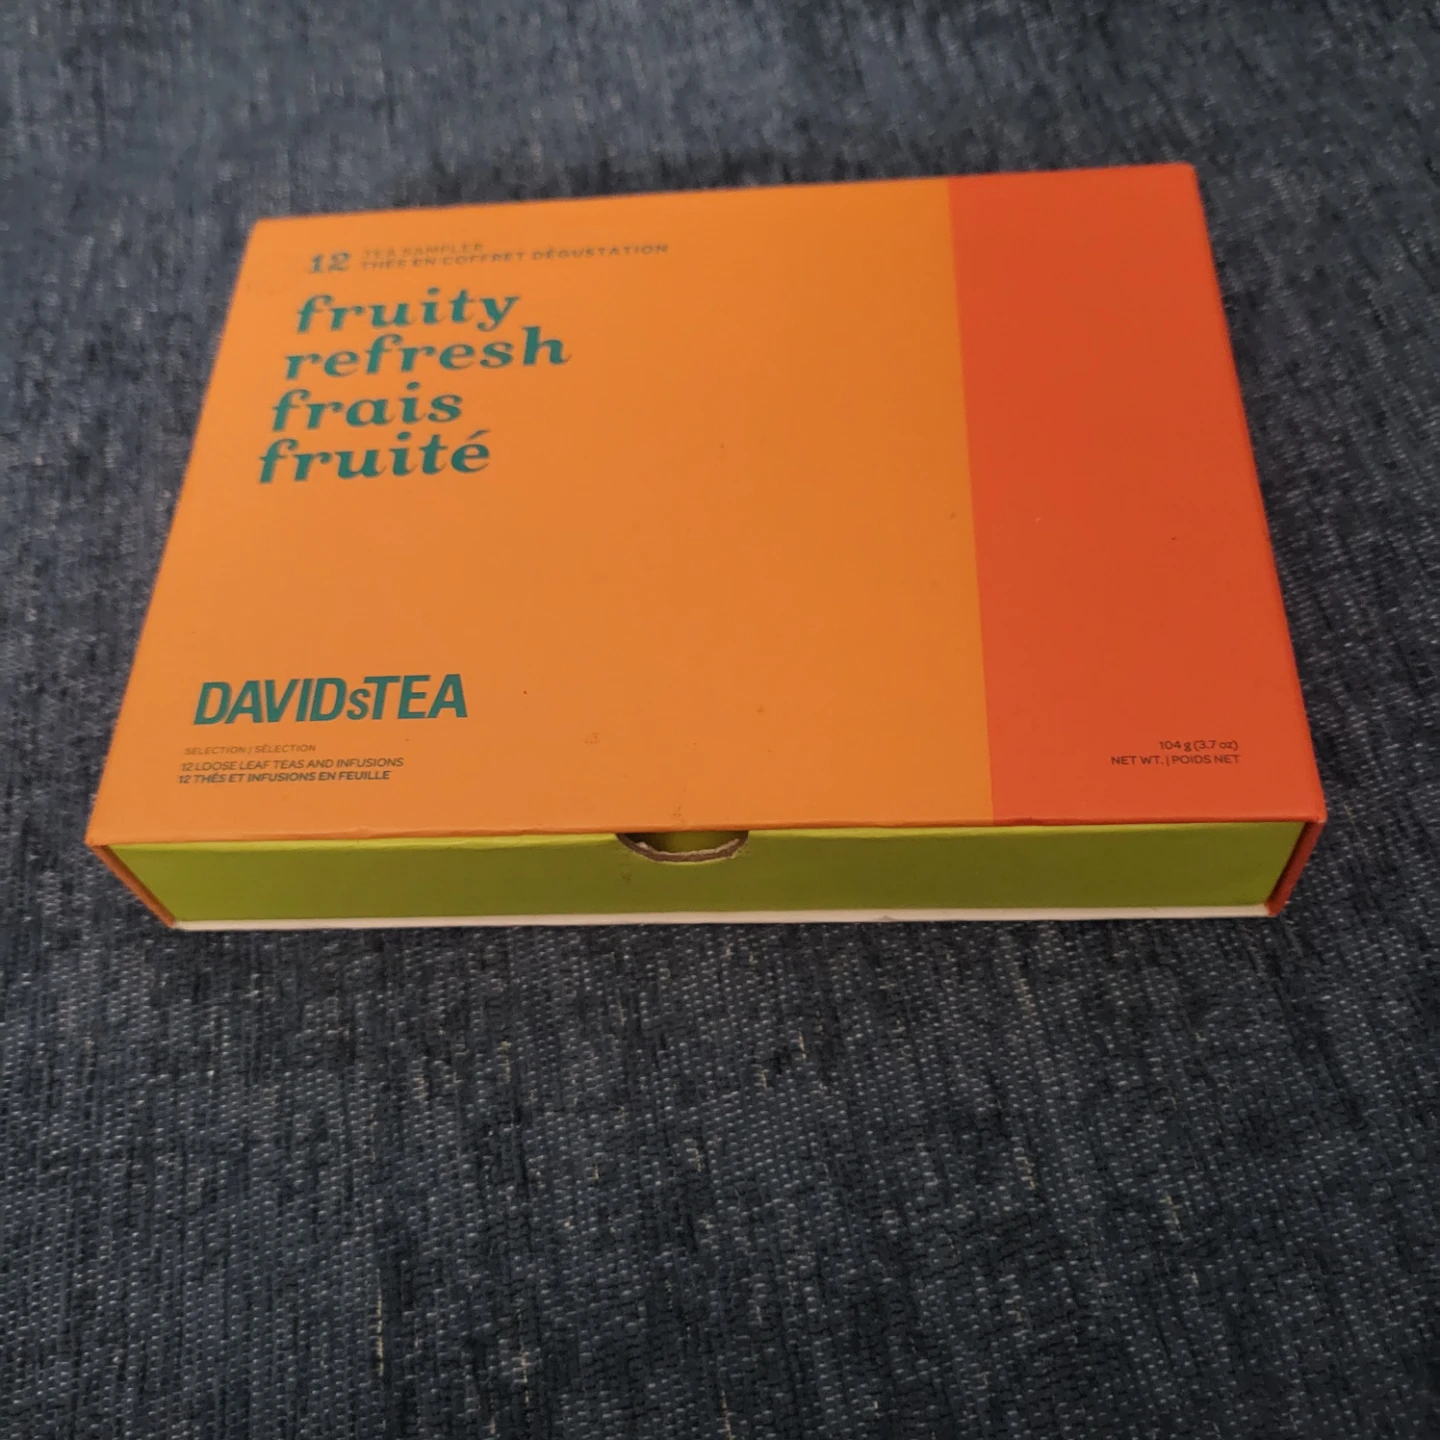 12 TEA SAMPLER
THÉS EN COFFRET DÉGUSTATION
fruity
refresh
frais
fruité
DAVIDsTEA
SELECTION | SÉLECTION
12 LOOSE LEAF TEAS AND INFUSIONS
12 THÉS ET INFUSIONS EN FEUILLE
104 g (3.7 oz)
NET WT. | POIDS NET